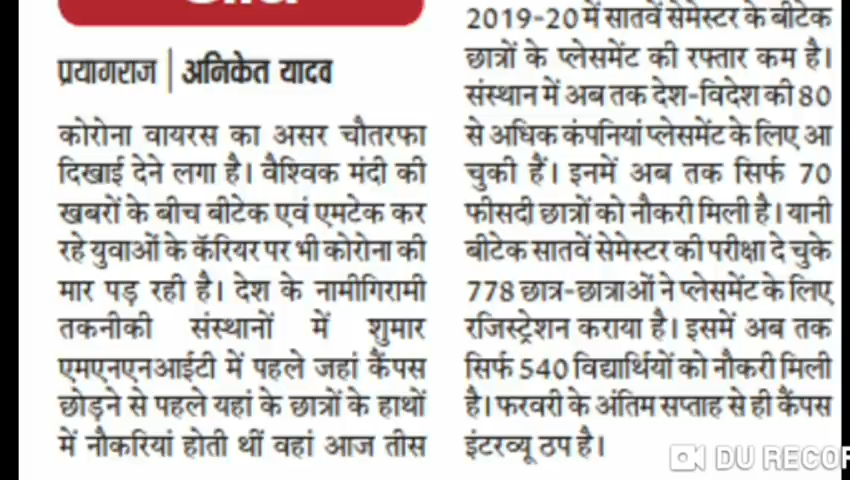 प्रयागराज | अनिकेत यादव
कोरोना वायरस का असर चौतरफा
दिखाई देने लगा है। वैश्विक मंदी की
खबरों के बीच बीटेक एवं एमटेक कर
रहे युवाओं के कॅरियर पर भी कोरोना की
मार पड़ रही है। देश के नामीगिरामी
तकनीकी संस्थानों में शुमार
एमएनएनआईटी में पहले जहां कैंपस
छोड़ने से पहले यहां के छात्रों के हाथों
में नौकरियां होती थीं वहां आज तीस
2019-20 में सातवें सेमेस्टर के बीटेक
छात्रों के प्लेसमेंट की रफ्तार कम है।
संस्थान में अब तक देश-विदेश की 80
से अधिक कंपनियां प्लेसमेंट के लिए आ
चुकी हैं। इनमें अब तक सिर्फ 70
फीसदी छात्रों को नौकरी मिली है। यानी
बीटेक सातवें सेमेस्टर की परीक्षा दे चुके
778 छात्र-छात्राओं ने प्लेसमेंट के लिए
रजिस्ट्रेशन कराया है। इसमें अब तक
सिर्फ 540 विद्यार्थियों को नौकरी मिली
है। फरवरी के अंतिम सप्ताह से ही कैंपस
इंटरव्यू ठप है।
DU RECOR